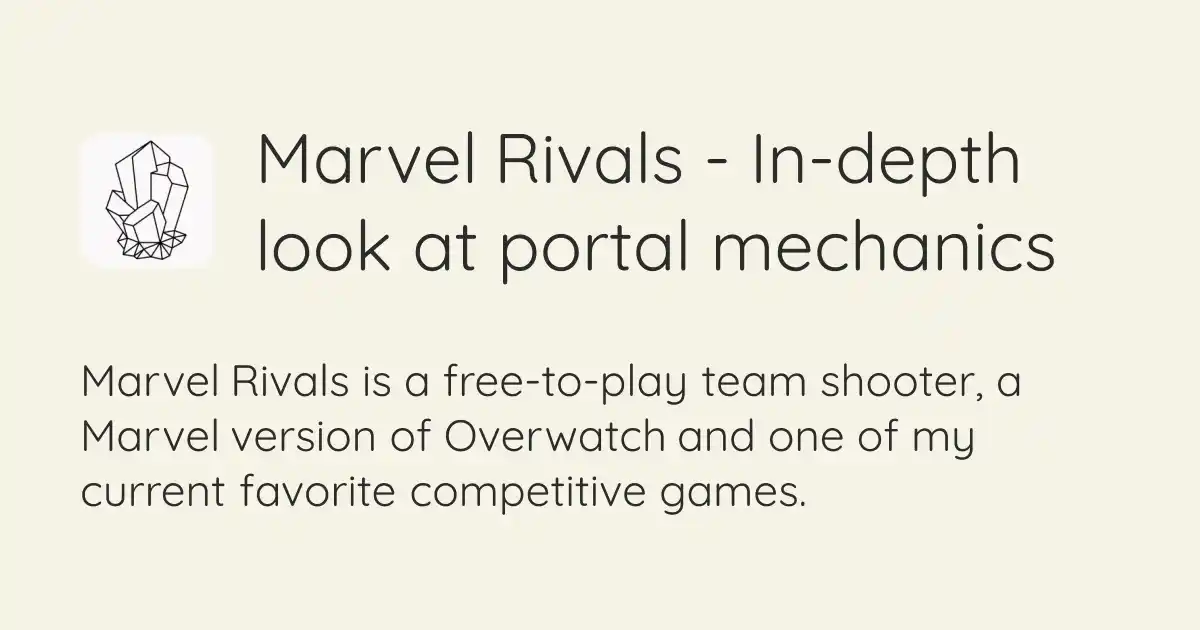 Marvel Rivals - In-depth
look at portal mechanics
Marvel Rivals is a free-to-play team shooter, a
Marvel version of Overwatch and one of my
current favorite competitive games.